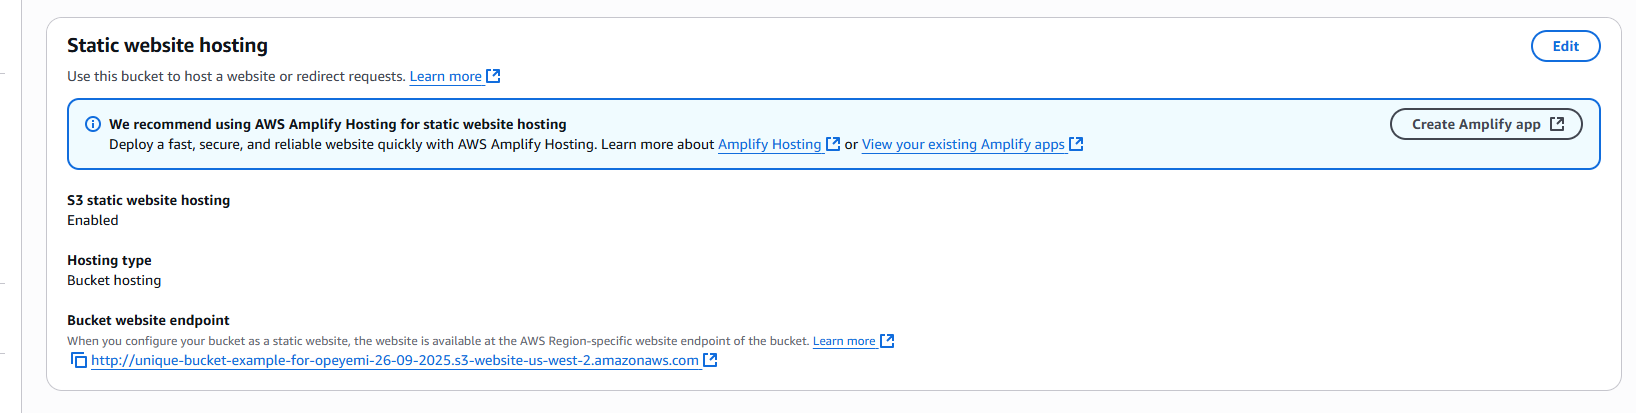 Static website hosting
Edit
Use this bucket to host a website or redirect requests. Learn more
We recommend using AWS Amplify Hosting for static website hosting
Create Amplify app
Deploy a fast, secure, and reliable website quickly with AWS Amplify Hosting. Learn more about Amplify Hosting or View your existing Amplify apps
S3 static website hosting
Enabled
Hosting type
Bucket hosting
Bucket website endpoint
When you configure your bucket as a static website, the website is available at the AWS Region-specific website endpoint of the bucket. Learn more
http://unique-bucket-example-for-opeyemi-26-09-2025.s3-website-us-west-2.amazonaws.com